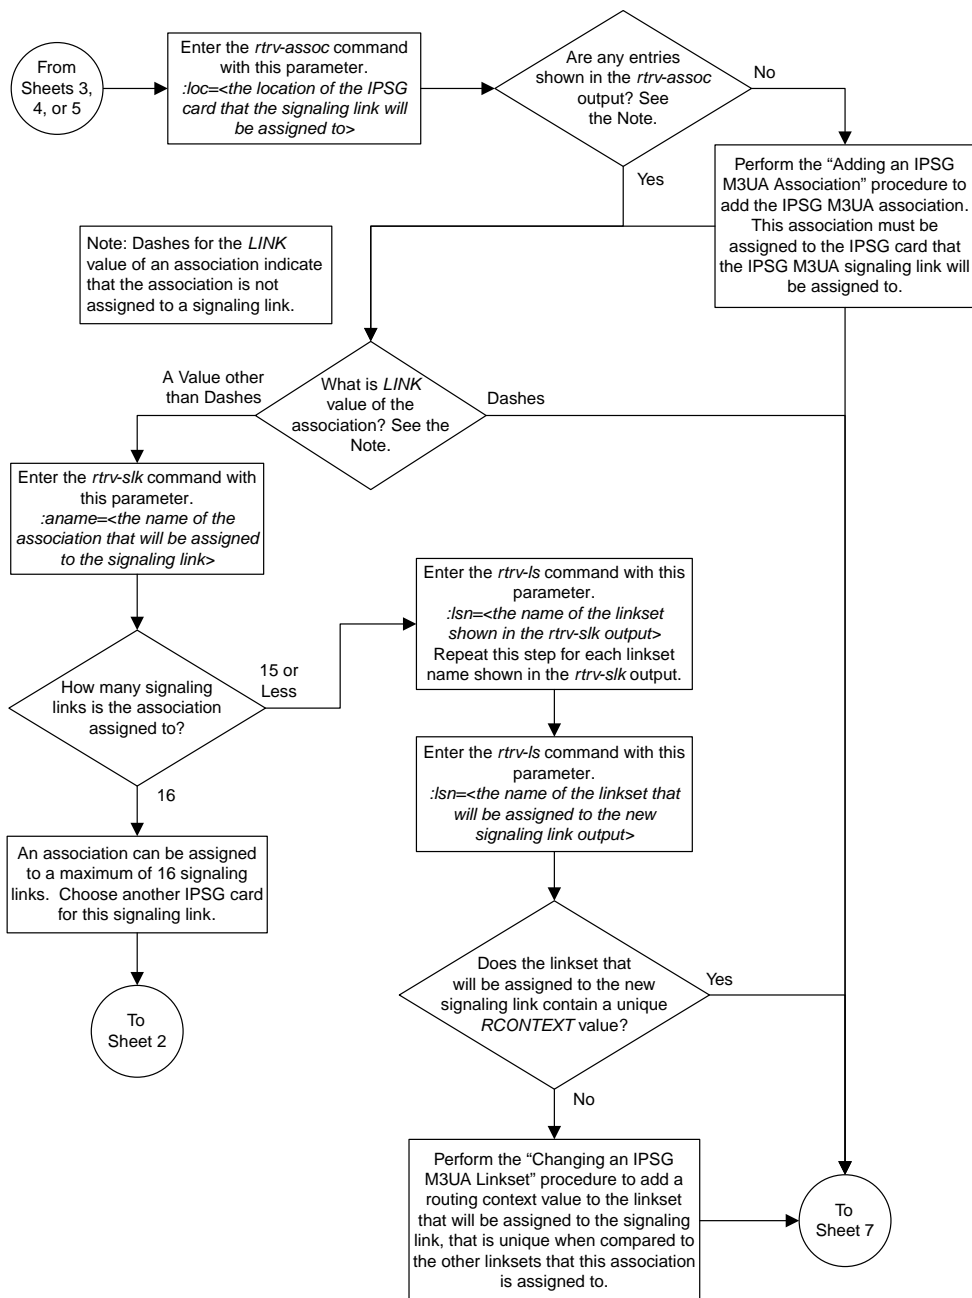 From
Sheets 3,
4, or 5
Enter the rtrv-assoc command
with this parameter.
:loc=<the location of the IPSG
card that the signaling link will
be assigned to>
Are any entries
shown in the rtrv-assoc
output? See
the Note.
No
Yes
Perform the “Adding an IPSG
M3UA Association” procedure to
add the IPSG M3UA association.
This association must be
assigned to the IPSG card that
the IPSG M3UA signaling link will
be assigned to.
Note: Dashes for the LINK
value of an association indicate
that the association is not
assigned to a signaling link.
What is LINK
value of the
association? See the
Note.
A Value other
than Dashes
Dashes
Enter the rtrv-slk command with
this parameter.
:aname=<the name of the
association that will be assigned
to the signaling link>
How many signaling
links is the association
assigned to?
15 or
Less
16
An association can be assigned
to a maximum of 16 signaling
links.  Choose another IPSG card
for this signaling link.
To
Sheet 2
Enter the rtrv-ls command with this
parameter.
:lsn=<the name of the linkset
shown in the rtrv-slk output>
Repeat this step for each linkset
name shown in the rtrv-slk output.
Enter the rtrv-ls command with this
parameter.
:lsn=<the name of the linkset that
will be assigned to the new
signaling link output>
Does the linkset that
will be assigned to the new
signaling link contain a unique
RCONTEXT value?
Yes
No
Perform the “Changing an IPSG
M3UA Linkset” procedure to add a
routing context value to the linkset
that will be assigned to the signaling
link, that is unique when compared to
the other linksets that this association
is assigned to.
To
Sheet 7